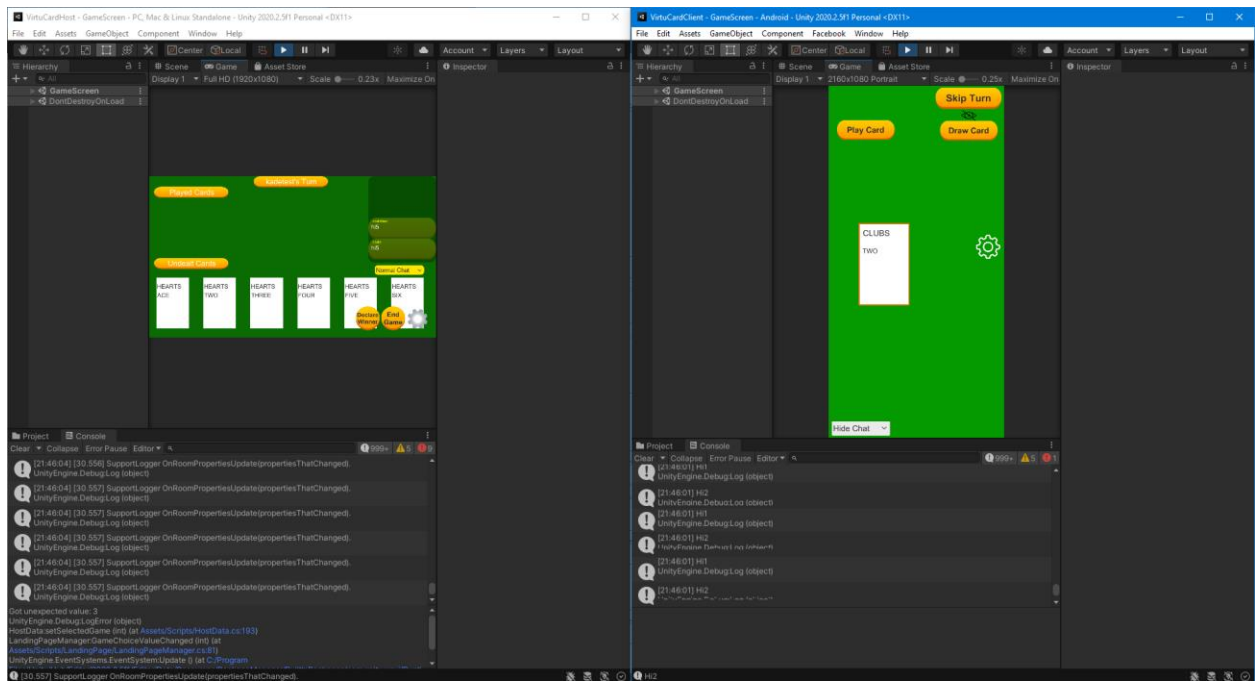 VirtuCardHost - GameScreen - PC, Mac & Linux Standalone - Unity 2020.2.5f1 Personal <DX11>
File Edit Assets GameObject Component Window Help
Center Local Account Layers Layout
Hierarchy Scene Game Asset Store Inspector
All Display 1 Full HD (1920x1080) Scale 0.23x Maximize On
GameScreen
DontDestroyOnLoad
Played Cards
hi5
hi5
Undealt Cards
Normal Chat
HEARTS HEARTS HEARTS HEARTS HEARTS HEARTS
ACE TWO THREE FOUR FIVE SIX
Declare Winner
End Game
Project Console
Clear Collapse Error Pause Editor 999+ 5 9
[21:46:04] [30.556] SupportLogger OnRoomPropertiesUpdate(propertiesThatChanged).
UnityEngine.Debug:Log (object)
[21:46:04] [30.557] SupportLogger OnRoomPropertiesUpdate(propertiesThatChanged).
UnityEngine.Debug:Log (object)
[21:46:04] [30.557] SupportLogger OnRoomPropertiesUpdate(propertiesThatChanged).
UnityEngine.Debug:Log (object)
[21:46:04] [30.557] SupportLogger OnRoomPropertiesUpdate(propertiesThatChanged).
UnityEngine.Debug:Log (object)
[21:46:04] [30.557] SupportLogger OnRoomPropertiesUpdate(propertiesThatChanged).
UnityEngine.Debug:Log (object)
[21:46:04] [30.557] SupportLogger OnRoomPropertiesUpdate(propertiesThatChanged).
UnityEngine.Debug:Log (object)
Got unexpected value: 3
UnityEngine.Debug:LogError (object)
HostData:setSelectedGame (int) (at Assets/Scripts/HostData.cs:193)
LandingPageManager:GameChoiceValueChanged (int) (at
Assets/Scripts/LandingPage/LandingPageManager.cs:81)
UnityEngine.EventSystems.EventSystem:Update () (at C:/Program
[30.557] SupportLogger OnRoomPropertiesUpdate(propertiesThatChanged).
VirtuCardClient - GameScreen - Android - Unity 2020.2.5f1 Personal <DX11>
File Edit Assets GameObject Component Facebook Window Help
Center Local Account Layers Layout
Hierarchy Scene Game Asset Store Inspector
All Display 1 2160x1080 Portrait Scale 0.25x Maximize On
GameScreen
DontDestroyOnLoad
Skip Turn
Play Card
Draw Card
CLUBS
TWO
Hide Chat
Project Console
Clear Collapse Error Pause Editor 999+ 5 1
[21:46:01] Hi1
UnityEngine.Debug:Log (object)
[21:46:01] Hi2
UnityEngine.Debug:Log (object)
[21:46:01] Hi1
UnityEngine.Debug:Log (object)
[21:46:01] Hi2
UnityEngine.Debug:Log (object)
[21:46:01] Hi1
UnityEngine.Debug:Log (object)
[21:46:01] Hi2
Hi2